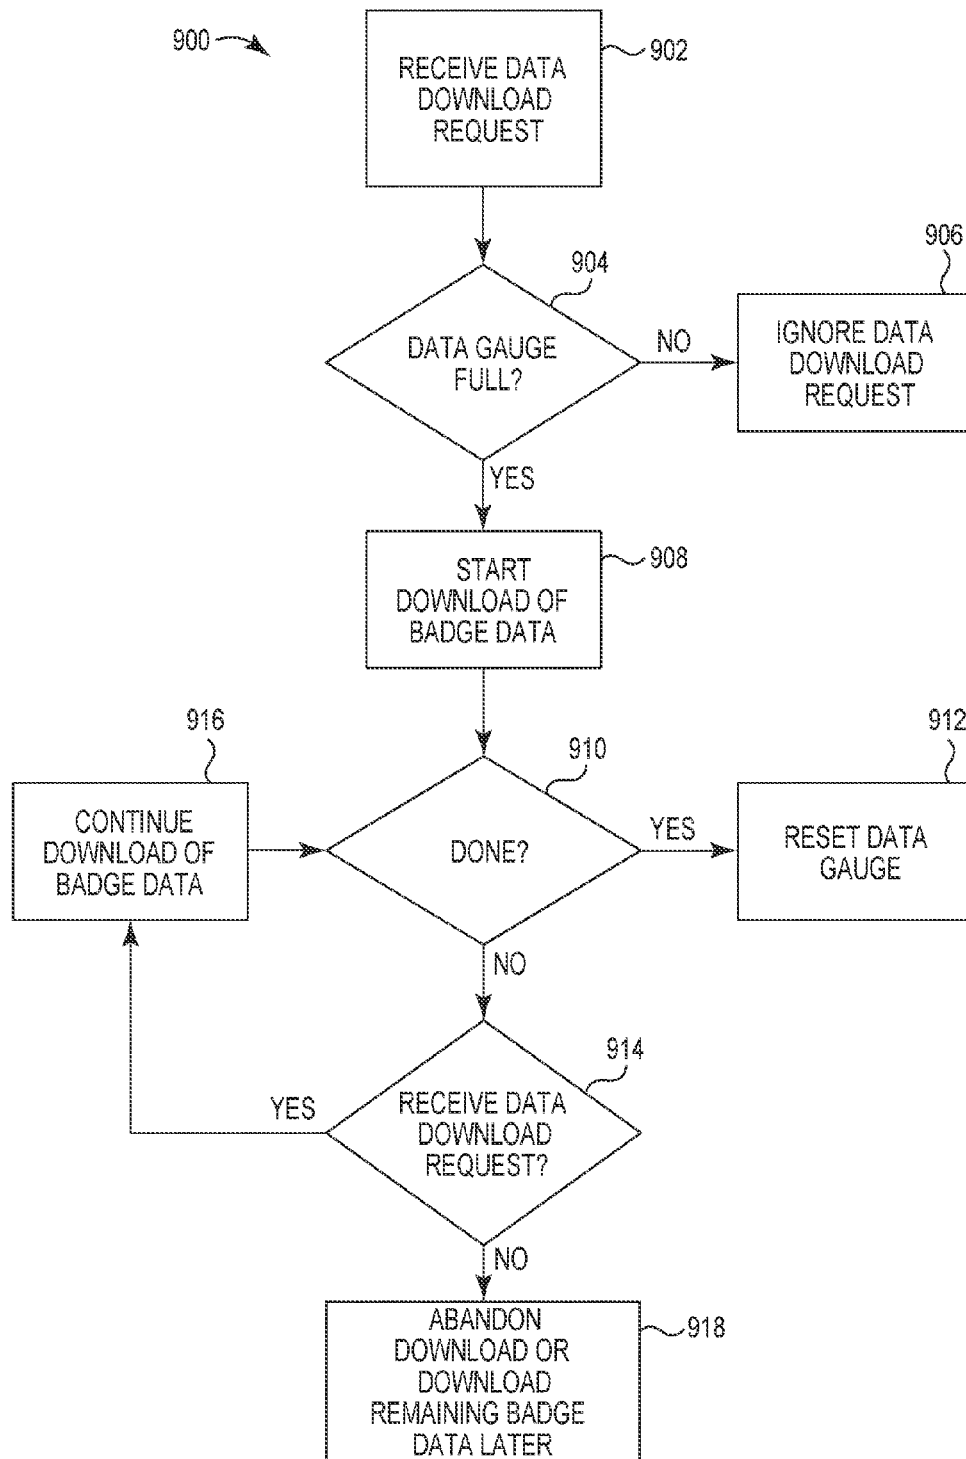 900
902
RECEIVE DATA
DOWNLOAD
REQUEST
904
DATA GAUGE
FULL?
NO
906
IGNORE DATA
DOWNLOAD
REQUEST
YES
908
START
DOWNLOAD OF
BADGE DATA
916
CONTINUE
DOWNLOAD OF
BADGE DATA
910
DONE?
YES
912
RESET DATA
GAUGE
NO
914
RECEIVE DATA
DOWNLOAD
REQUEST?
YES
NO
ABANDON
DOWNLOAD OR
DOWNLOAD
REMAINING BADGE
DATA LATER
918